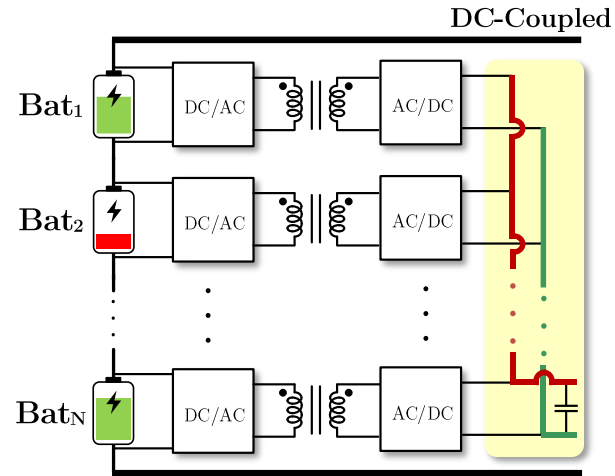 DC-Coupled
Bat1
DC/AC
AC/DC
Bat2
DC/AC
AC/DC
BatN
DC/AC
AC/DC